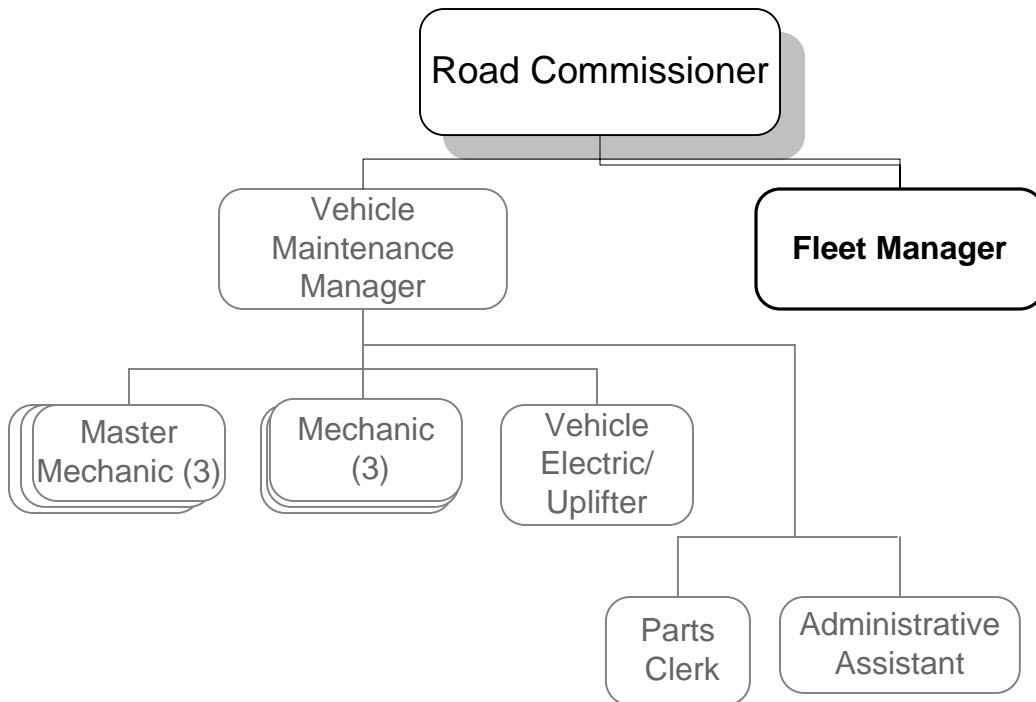 Road Commissioner
Vehicle
Maintenance
Manager
Fleet Manager
Master
Mechanic (3)
Mechanic
(3)
Vehicle
Electric/
Uplifter
Parts
Clerk
Administrative
Assistant